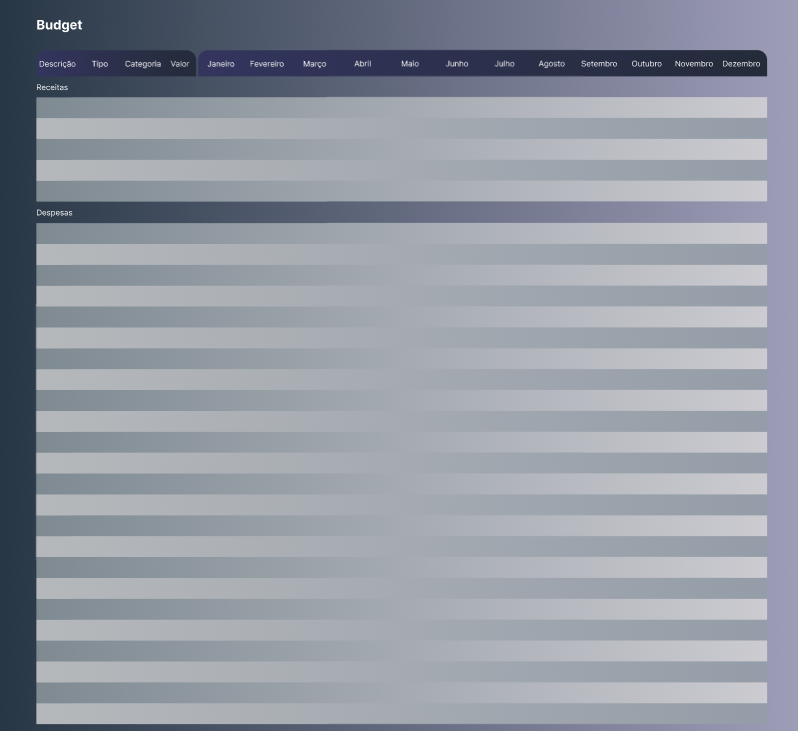 Budget
Descrição Tipo Categoria Valor Janeiro Fevereiro Março Abril Maio Junho Julho Agosto Setembro Outubro Novembro Dezembro
Receitas
Despesas